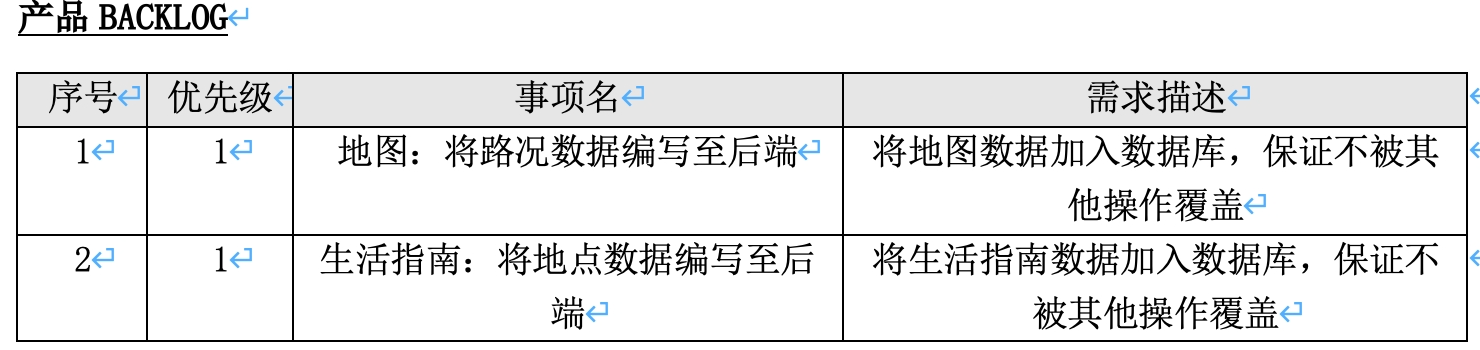 产品 BACKLOG
序号 优先级 事项名 需求描述
1 1 地图：将路况数据编写至后端 将地图数据加入数据库，保证不被其
他操作覆盖
2 1 生活指南：将地点数据编写至后 将生活指南数据加入数据库，保证不
端 被其他操作覆盖